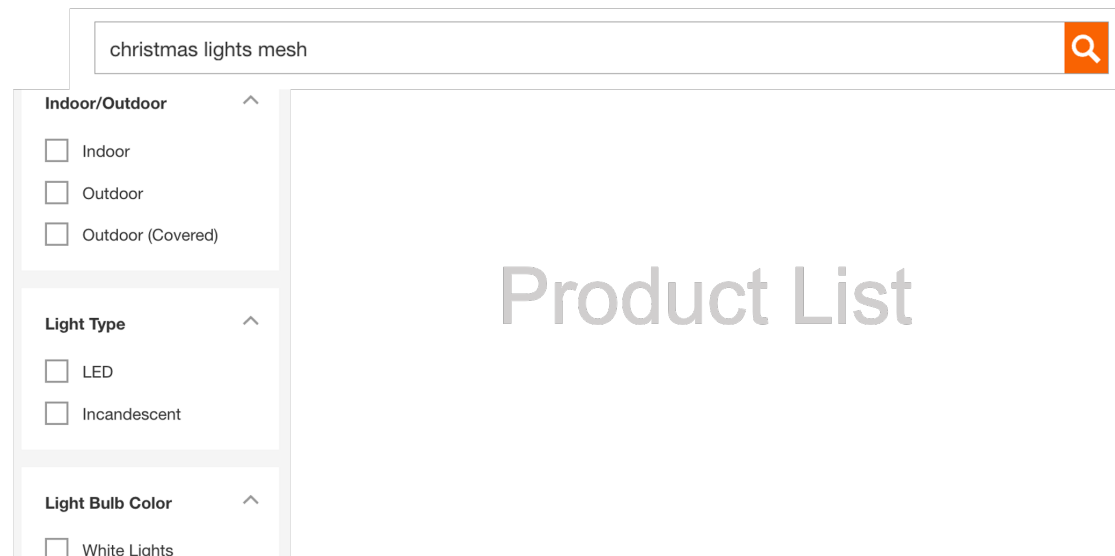 christmas lights mesh
Indoor/Outdoor
Indoor
Outdoor
Outdoor (Covered)
Light Type
LED
Incandescent
Light Bulb Color
White Lights
Product List